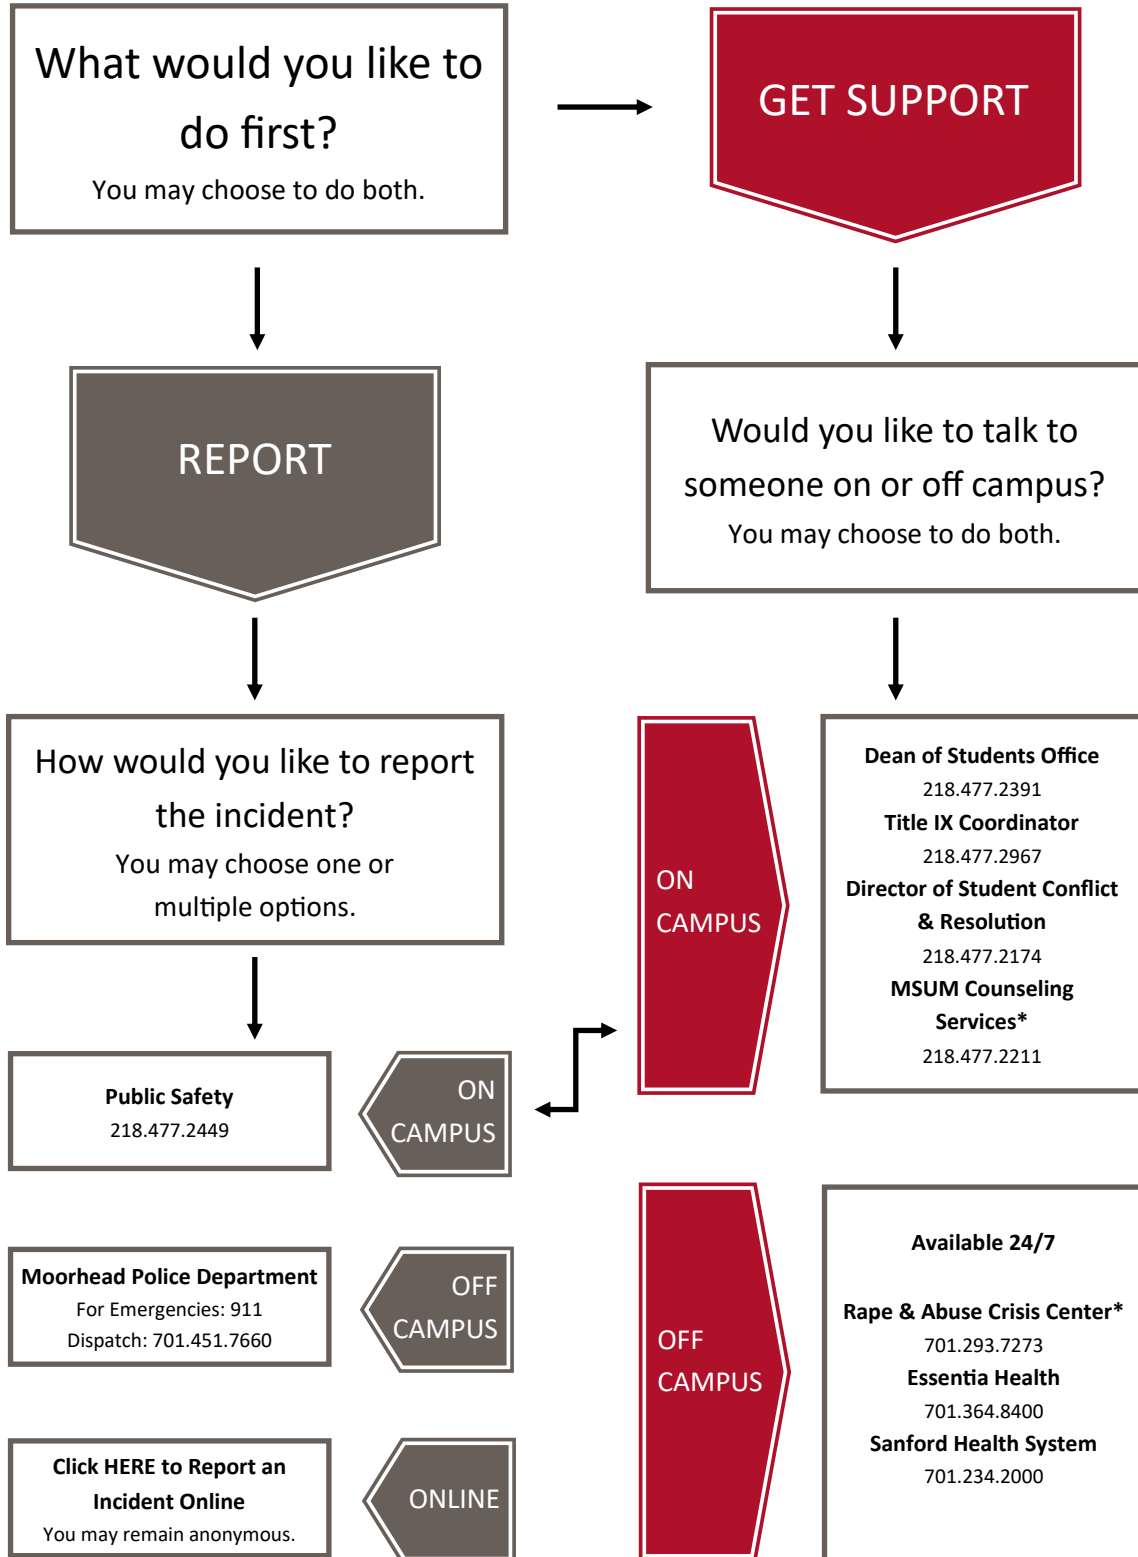 What would you like to
do first?
You may choose to do both.
GET SUPPORT
REPORT
Would you like to talk to
someone on or off campus?
You may choose to do both.
How would you like to report
the incident?
You may choose one or
multiple options.
Public Safety
218.477.2449
ON
CAMPUS
Moorhead Police Department
For Emergencies: 911
Dispatch: 701.451.7660
OFF
CAMPUS
Click HERE to Report an
Incident Online
You may remain anonymous.
ONLINE
ON
CAMPUS
Dean of Students Office
218.477.2391
Title IX Coordinator
218.477.2967
Director of Student Conflict
& Resolution
218.477.2174
MSUM Counseling
Services*
218.477.2211
OFF
CAMPUS
Available 24/7
Rape & Abuse Crisis Center*
701.293.7273
Essentia Health
701.364.8400
Sanford Health System
701.234.2000